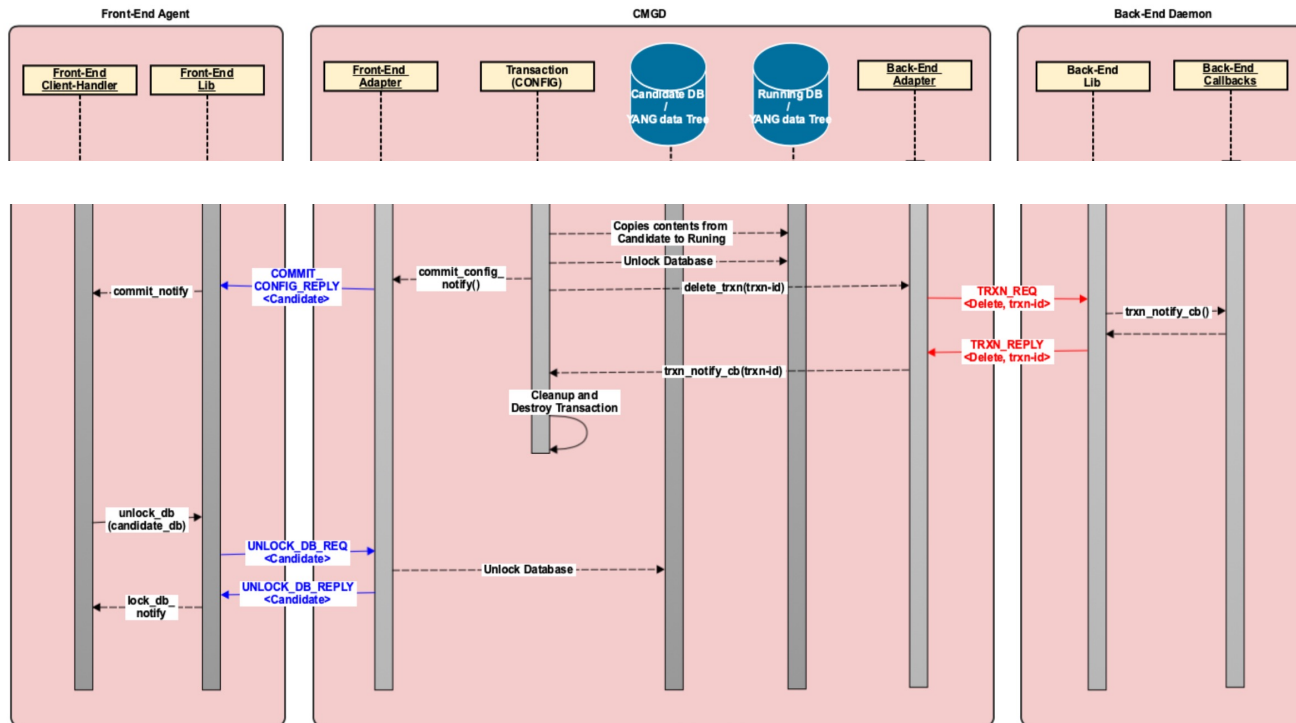 Front-End Agent
CMGD
Back-End Daemon
Front-End
Client-Handler
Front-End
Lib
Front-End
Adapter
Transaction
(CONFIG)
Candidate DB
/
YANG data Tree
Running DB
/
YANG data Tree
Back-End
Adapter
Back-End
Lib
Back-End
Callbacks
Copies contents from
Candidate to Runing
Unlock Database
commit_config_
notify()
COMMIT_
CONFIG_REPLY
<Candidate>
commit_notify
delete_trxn(trxn-id)
TRXN_REQ
<Delete, trxn-id>
trxn_notify_cb()
TRXN_REPLY
<Delete, trxn-id>
trxn_notify_cb(trxn-id)
Cleanup and
Destroy Transaction
unlock_db
(candidate_db)
UNLOCK_DB_REQ
<Candidate>
Unlock Database
UNLOCK_DB_REPLY
<Candidate>
lock_db_
notify